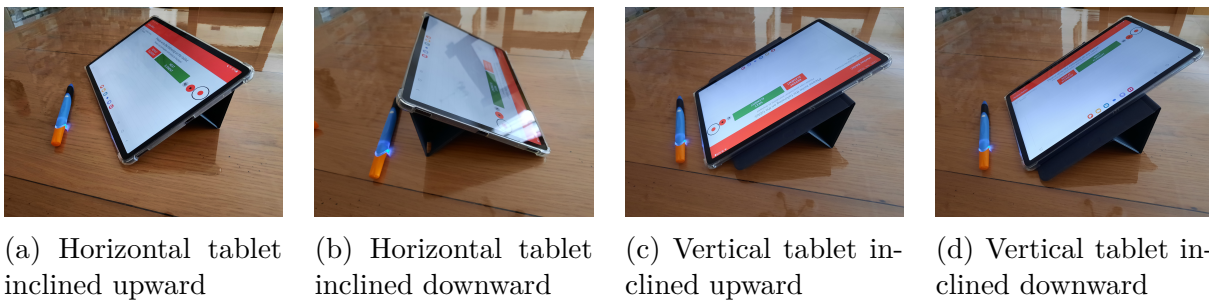 (a) Horizontal tablet
inclined upward
(b) Horizontal tablet
inclined downward
(c) Vertical tablet in-
clined upward
(d) Vertical tablet in-
clined downward